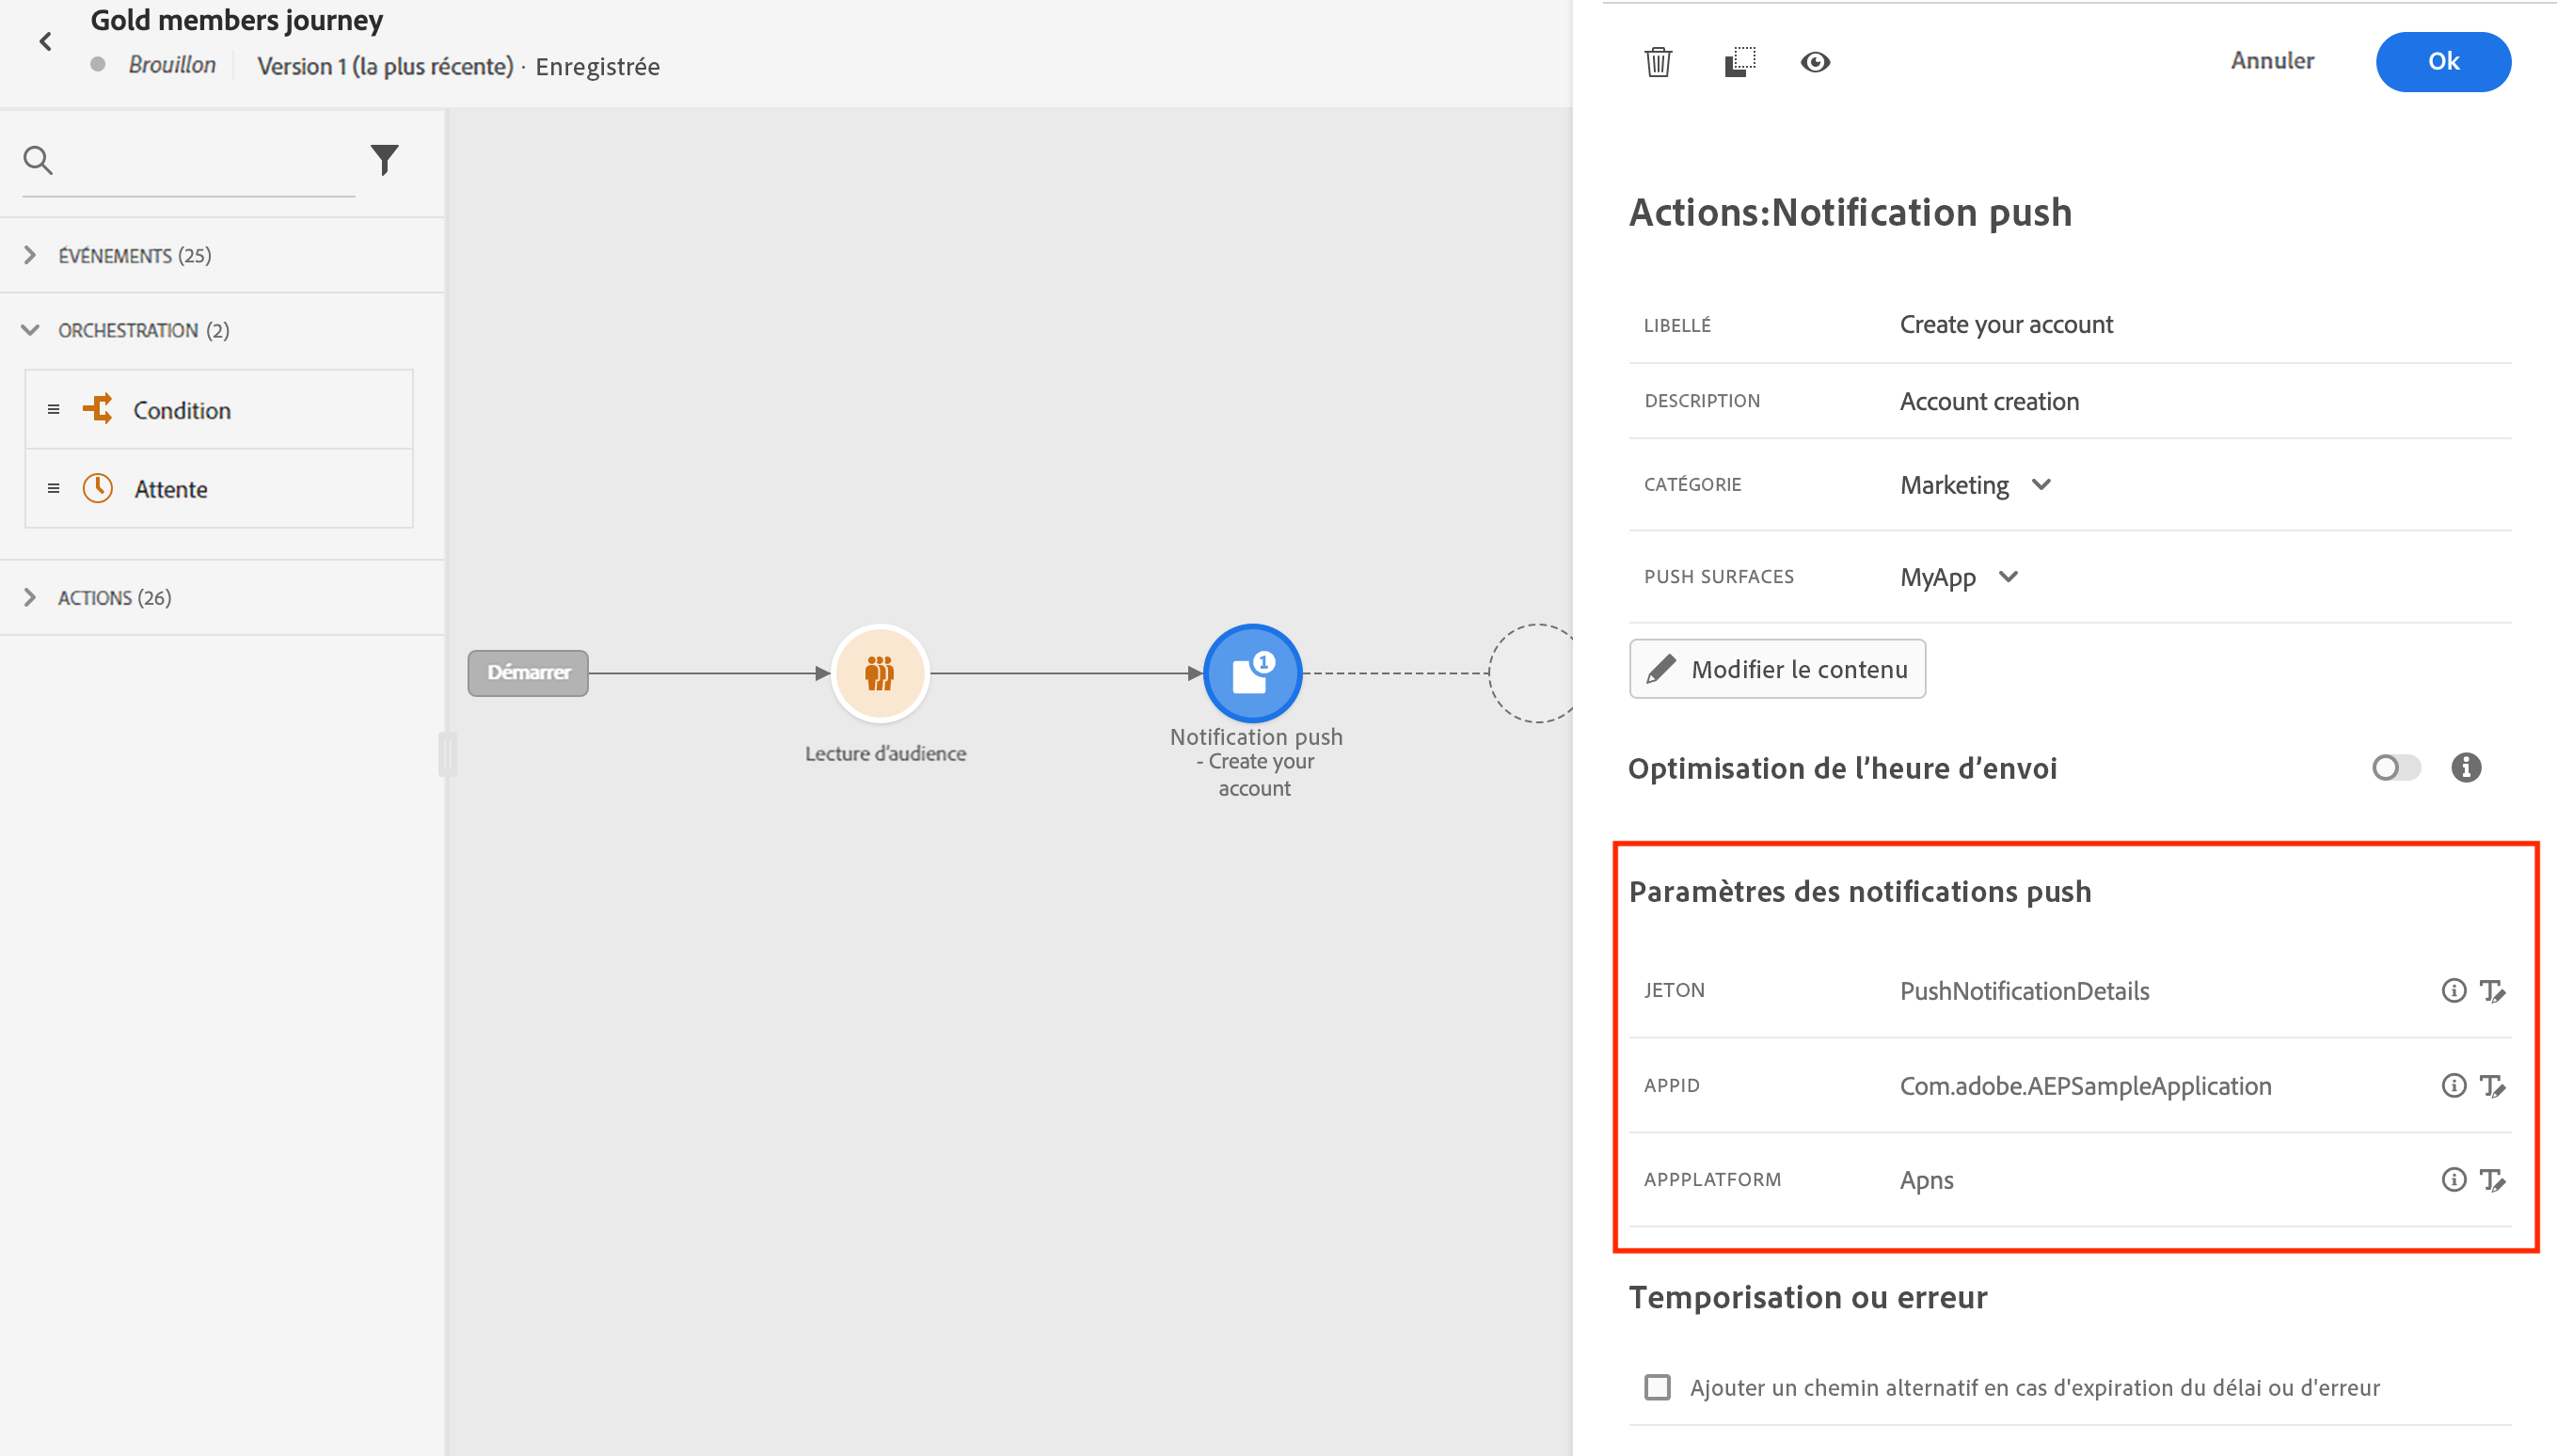 Gold members journey
Brouillon
Version 1 (la plus récente) · Enregistrée
ÉVÉNEMENTS (25)
ORCHESTRATION (2)
Condition
Attente
ACTIONS (26)
Démarrer
Lecture d’audience
1
Notification push
- Create your
account
Annuler
Ok
Actions:Notification push
LIBELLÉ Create your account
DESCRIPTION Account creation
CATÉGORIE Marketing
PUSH SURFACES MyApp
Modifier le contenu
Optimisation de l’heure d’envoi
Paramètres des notifications push
JETON PushNotificationDetails
APPID Com.adobe.AEPSampleApplication
APPPLATFORM Apns
Temporisation ou erreur
Ajouter un chemin alternatif en cas d'expiration du délai ou d'erreur